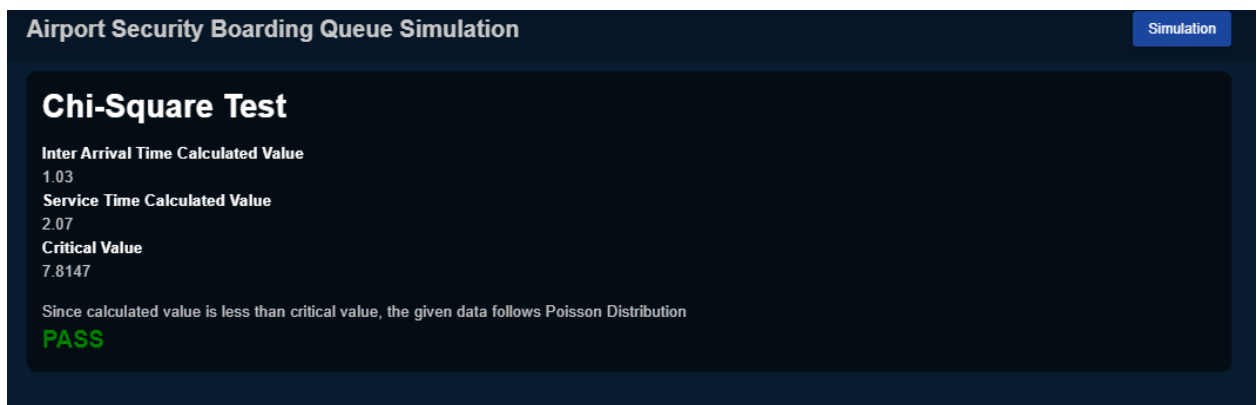 Airport Security Boarding Queue Simulation
Simulation
Chi-Square Test
Inter Arrival Time Calculated Value
1.03
Service Time Calculated Value
2.07
Critical Value
7.8147
Since calculated value is less than critical value, the given data follows Poisson Distribution
PASS